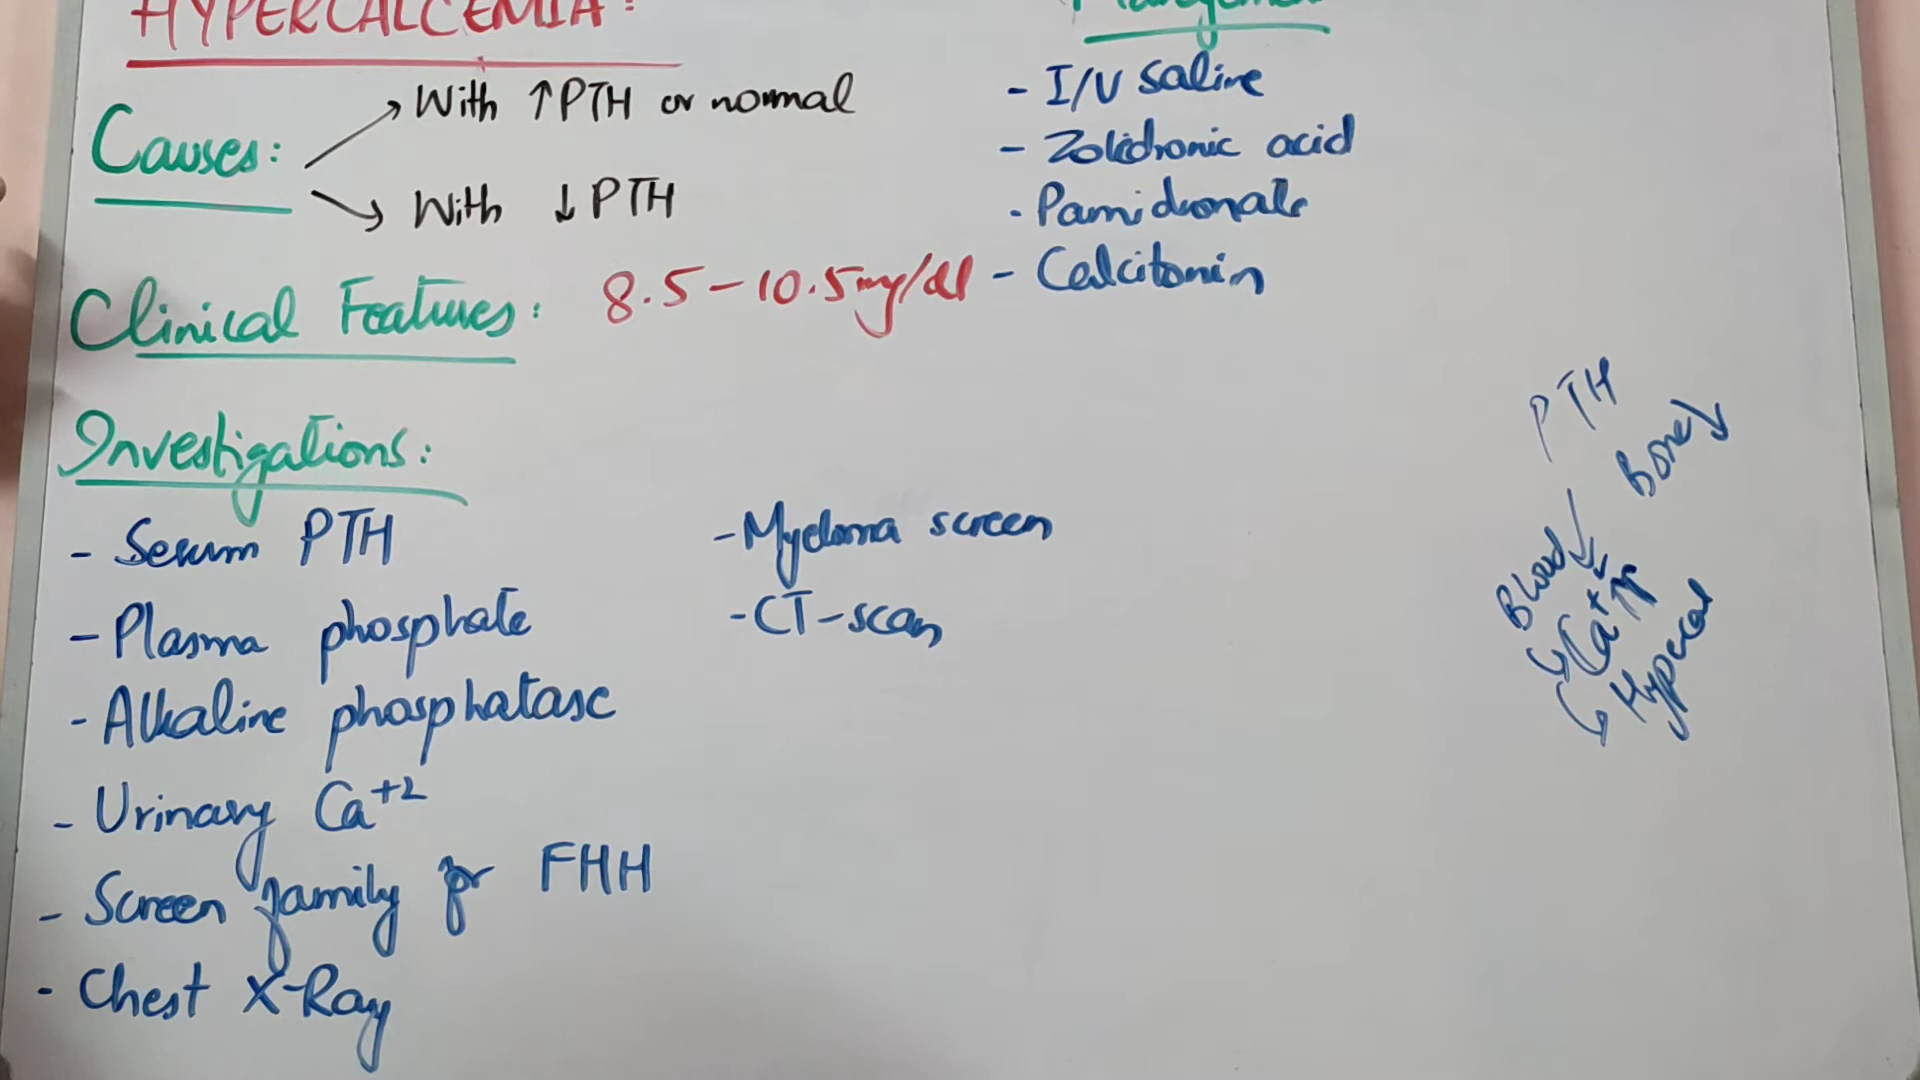 HYPERCALCEMIA:
Causes:
With ↑PTH or normal
With ↓ PTH
Clinical Features: 8.5-10.5mg/dl
Investigations:
- Serum PTH
- Plasma phosphate
- Alkaline phosphatase
- Urinary Ca+2
- Screen family for FHH
- Chest X-Ray
- Myeloma screen
- CT-scan
- I/V saline
- Zoledronic acid
- Pamidronate
- Calcitonin
PTH
Bone
Blood
Ca+ ↑
Hypercal